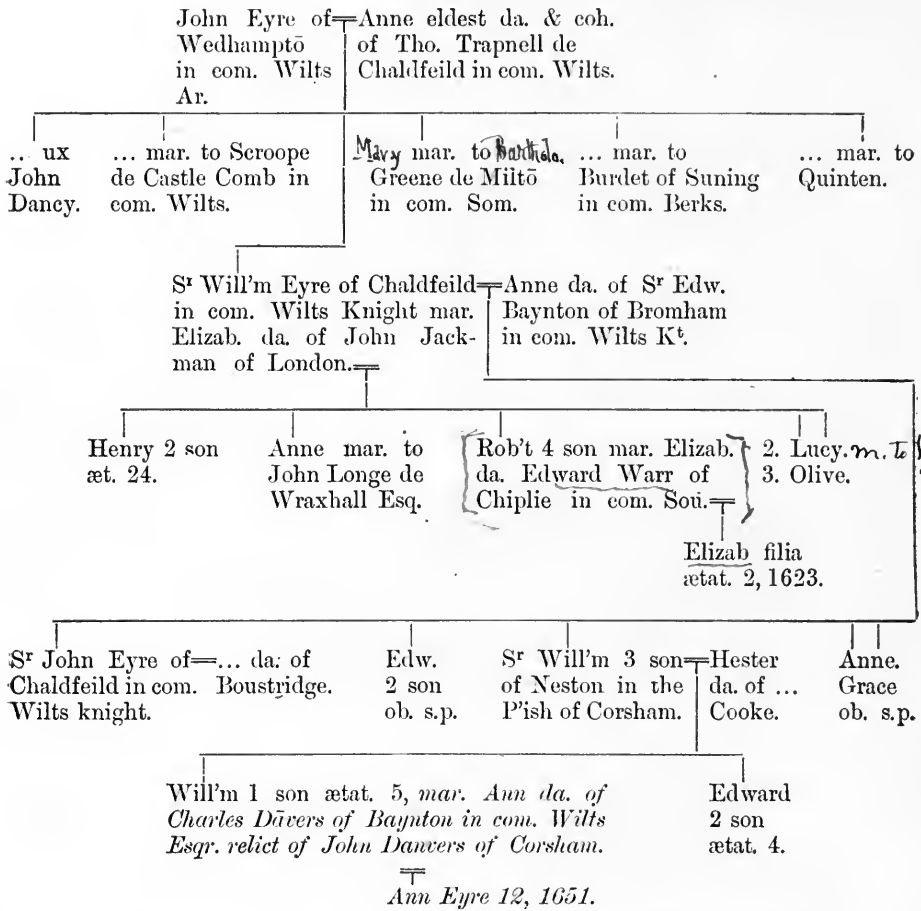 John Eyre of
Wedhamptō
in com. Wilts
Ar.
Anne eldest da. & coh.
of Tho. Trapnell de
Chaldfeild in com. Wilts.
... ux
John
Dancy.
... mar. to Scroope
de Castle Comb in
com. Wilts.
Mary mar. to Barthola.
Greene de Miltō
in com. Som.
... mar. to
Burdet of Suning
in com. Berks.
... mar. to
Quinten.
Sʳ Will'm Eyre of Chaldfeild
in com. Wilts Knight mar.
Elizab. da. of John Jack-
man of London.
Anne da. of Sʳ Edw.
Baynton of Bromham
in com. Wilts Kᵗ.
Henry 2 son
æt. 24.
Anne mar. to
John Longe de
Wraxhall Esq.
Rob't 4 son mar. Elizab.
da. Edward Warr of
Chiplie in com. Som.
2. Lucy. m. to
3. Olive.
Elizab filia
ætat. 2, 1623.
Sʳ John Eyre of
Chaldfeild in com.
Wilts knight.
... da. of
Boustridge.
Edw.
2 son
ob. s.p.
Sʳ Will'm 3 son
of Neston in the
P'ish of Corsham.
Hester
da. of ...
Cooke.
Anne.
Grace
ob. s.p.
Will'm 1 son ætat. 5, mar. Ann da. of
Charles Dāvers of Baynton in com. Wilts
Esqr. relict of John Danvers of Corsham.
Edward
2 son
ætat. 4.
Ann Eyre 12, 1651.